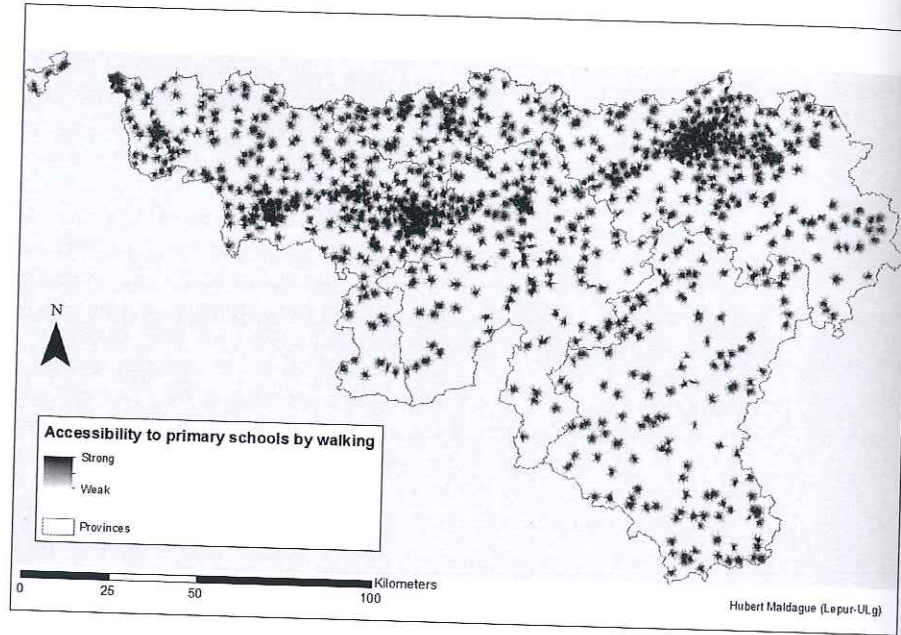 N
Accessibility to primary schools by walking
Strong
Weak
Provinces
Kilometers
0 25 50 100
Hubert Maldague (Lepur-ULg)